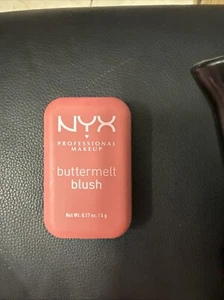 NYX
PROFESSIONAL
MAKEUP
buttermelt
blush
Net Wt. 0.17 oz. / 5 g